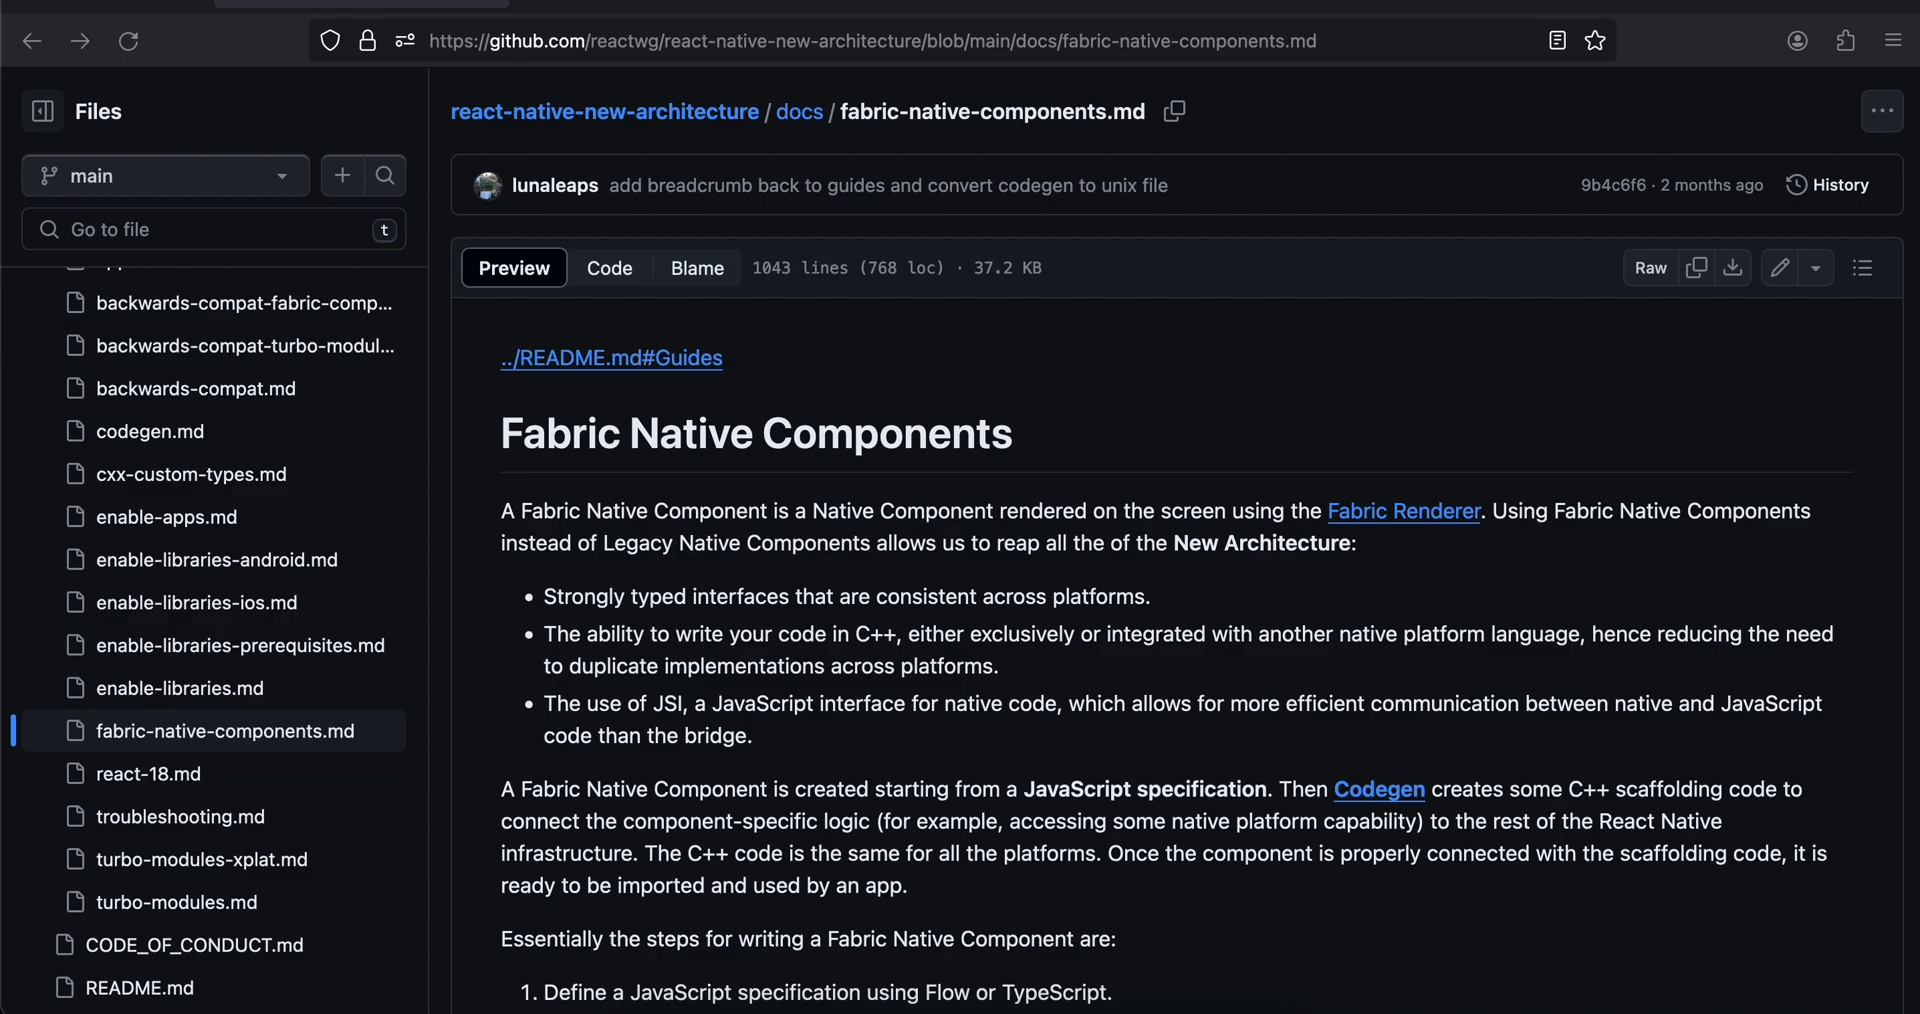 https://github.com/reactwg/react-native-new-architecture/blob/main/docs/fabric-native-components.md
Files
main
Go to file
t
backwards-compat-fabric-comp...
backwards-compat-turbo-modul...
backwards-compat.md
codegen.md
cxx-custom-types.md
enable-apps.md
enable-libraries-android.md
enable-libraries-ios.md
enable-libraries-prerequisites.md
enable-libraries.md
fabric-native-components.md
react-18.md
troubleshooting.md
turbo-modules-xplat.md
turbo-modules.md
CODE_OF_CONDUCT.md
README.md
react-native-new-architecture / docs / fabric-native-components.md
lunaleaps add breadcrumb back to guides and convert codegen to unix file
9b4c6f6 · 2 months ago
History
Preview
Code
Blame
1043 lines (768 loc) · 37.2 KB
Raw
../README.md#Guides
Fabric Native Components
A Fabric Native Component is a Native Component rendered on the screen using the Fabric Renderer. Using Fabric Native Components
instead of Legacy Native Components allows us to reap all the of the New Architecture:
• Strongly typed interfaces that are consistent across platforms.
• The ability to write your code in C++, either exclusively or integrated with another native platform language, hence reducing the need
to duplicate implementations across platforms.
• The use of JSI, a JavaScript interface for native code, which allows for more efficient communication between native and JavaScript
code than the bridge.
A Fabric Native Component is created starting from a JavaScript specification. Then Codegen creates some C++ scaffolding code to
connect the component-specific logic (for example, accessing some native platform capability) to the rest of the React Native
infrastructure. The C++ code is the same for all the platforms. Once the component is properly connected with the scaffolding code, it is
ready to be imported and used by an app.
Essentially the steps for writing a Fabric Native Component are:
1. Define a JavaScript specification using Flow or TypeScript.